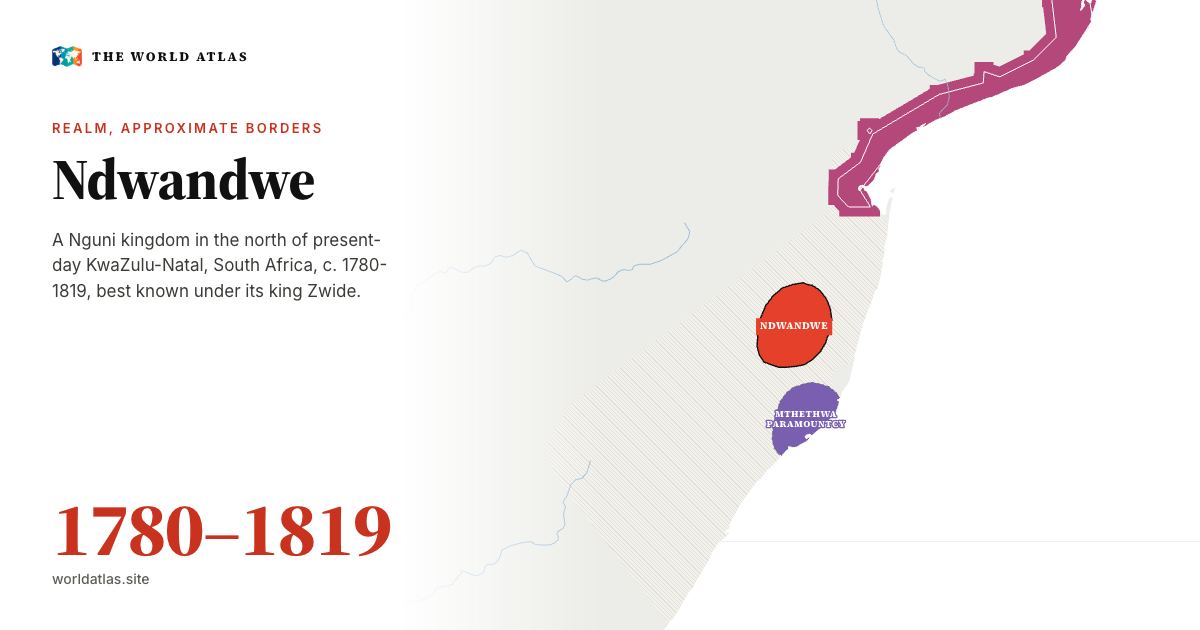 THE WORLD ATLAS
REALM, APPROXIMATE BORDERS
Ndwandwe
A Nguni kingdom in the north of present-
day KwaZulu-Natal, South Africa, c. 1780-
1819, best known under its king Zwide.
NDWANDWE
MTHETHWA
PARAMOUNTCY
1780–1819
worldatlas.site